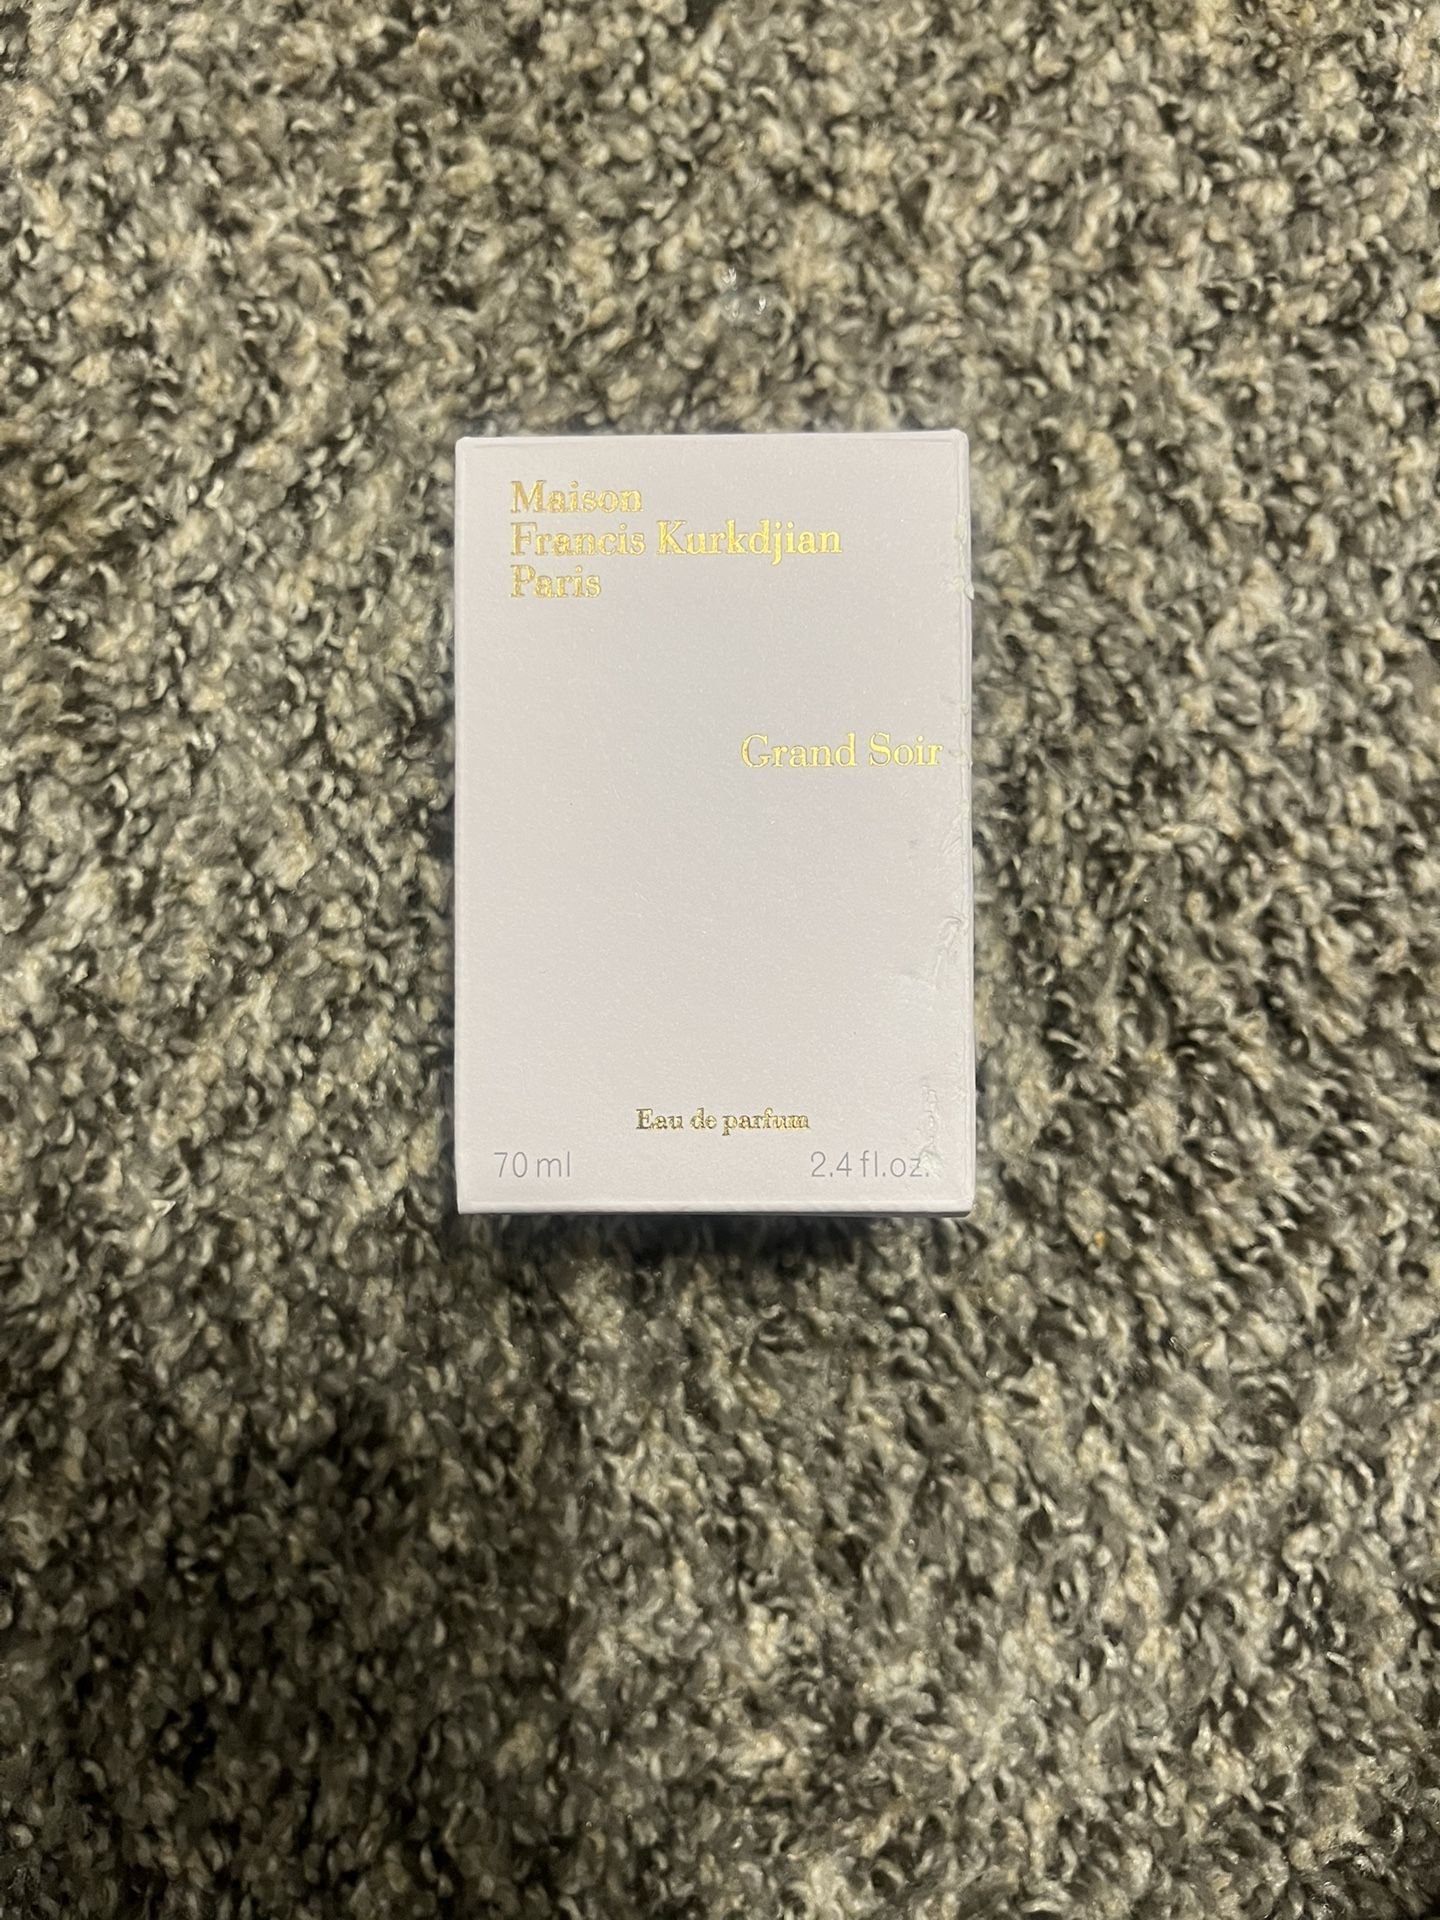 Maison
Francis Kurkdjian
Paris
Grand Soir
Eau de parfum
70 ml 2.4 fl.oz.